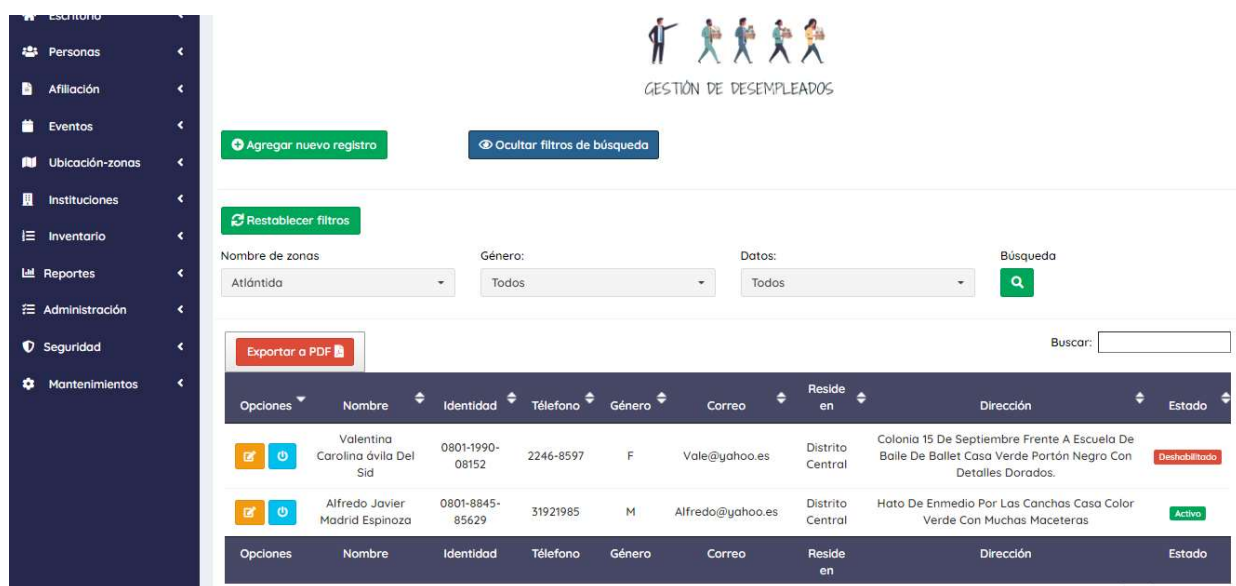 Escritorio
Personas
Afiliación
Eventos
Ubicación-zonas
Instituciones
Inventario
Reportes
Administración
Seguridad
Mantenimientos
GESTIÓN DE DESEMPLEADOS
Agregar nuevo registro
Ocultar filtros de búsqueda
Restablecer filtros
Nombre de zonas
Género:
Datos:
Búsqueda
Atlántida
Todos
Todos
Exportar a PDF
Buscar:
Opciones
Nombre
Identidad
Télefono
Género
Correo
Reside
en
Dirección
Estado
Valentina
Carolina ávila Del
Sid
0801-1990-
08152
2246-8597
F
Vale@yahoo.es
Distrito
Central
Colonia 15 De Septiembre Frente A Escuela De
Baile De Ballet Casa Verde Portón Negro Con
Detalles Dorados.
Deshabilitado
Alfredo Javier
Madrid Espinoza
0801-8845-
85629
31921985
M
Alfredo@yahoo.es
Distrito
Central
Hato De Enmedio Por Las Canchas Casa Color
Verde Con Muchas Maceteras
Activo
Opciones
Nombre
Identidad
Télefono
Género
Correo
Reside
en
Dirección
Estado